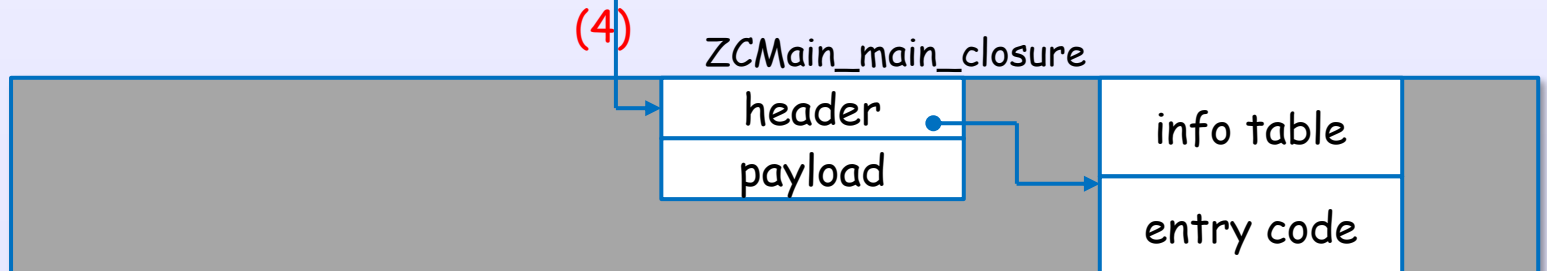 (4)
ZCMain_main_closure
header
payload
info table
entry code